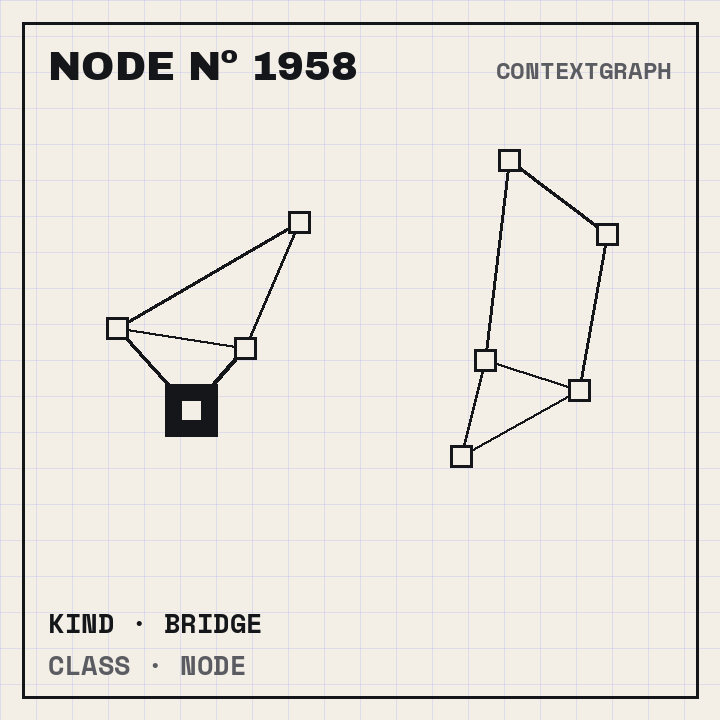 NODE Nº 1958
CONTEXTGRAPH
KIND · BRIDGE
CLASS · NODE